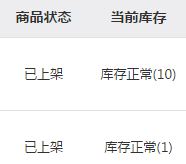 商品状态 当前库存
已上架 库存正常(10)
已上架 库存正常(1)